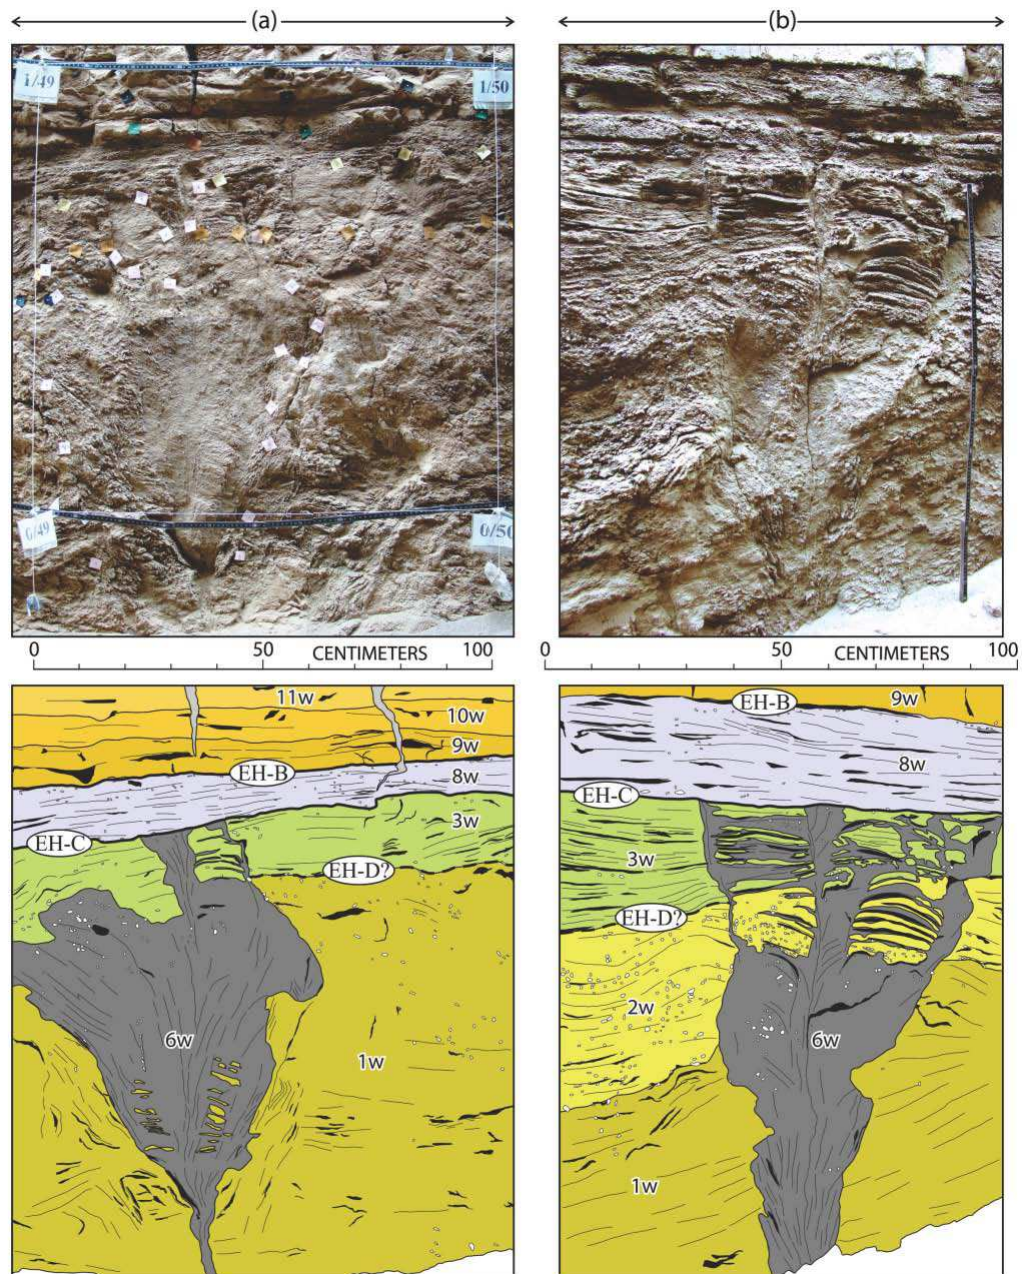 (a)
(b)
1/49
1/50
0/49
0/50
0 50 CENTIMETERS 100
0 50 CENTIMETERS 100
11w
10w
9w
EH-B
8w
EH-C
3w
EH-D?
6w
1w
EH-B
9w
8w
EH-C
3w
EH-D?
2w
6w
1w